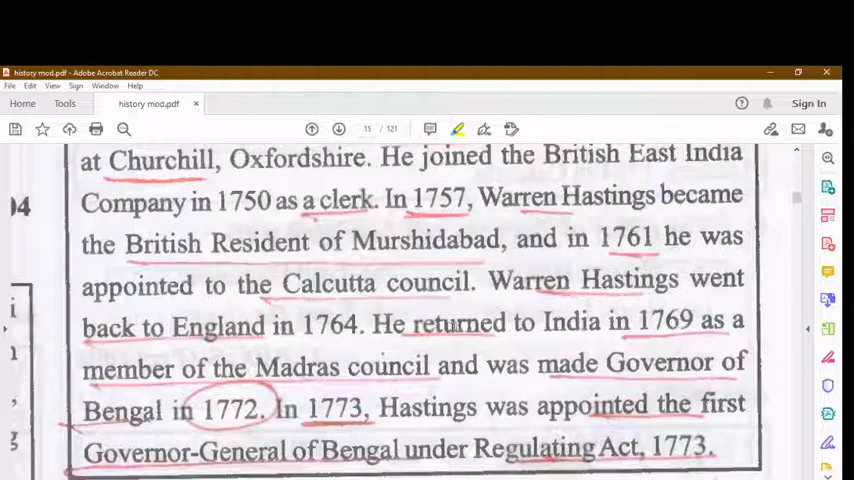 history mod.pdf - Adobe Acrobat Reader DC
File Edit View Sign Window Help
Home Tools history mod.pdf × Sign In
15 / 121
at Churchill, Oxfordshire. He joined the British East India
Company in 1750 as a clerk. In 1757, Warren Hastings became
the British Resident of Murshidabad, and in 1761 he was
appointed to the Calcutta council. Warren Hastings went
back to England in 1764. He returned to India in 1769 as a
member of the Madras council and was made Governor of
Bengal in 1772. In 1773, Hastings was appointed the first
Governor-General of Bengal under Regulating Act, 1773.